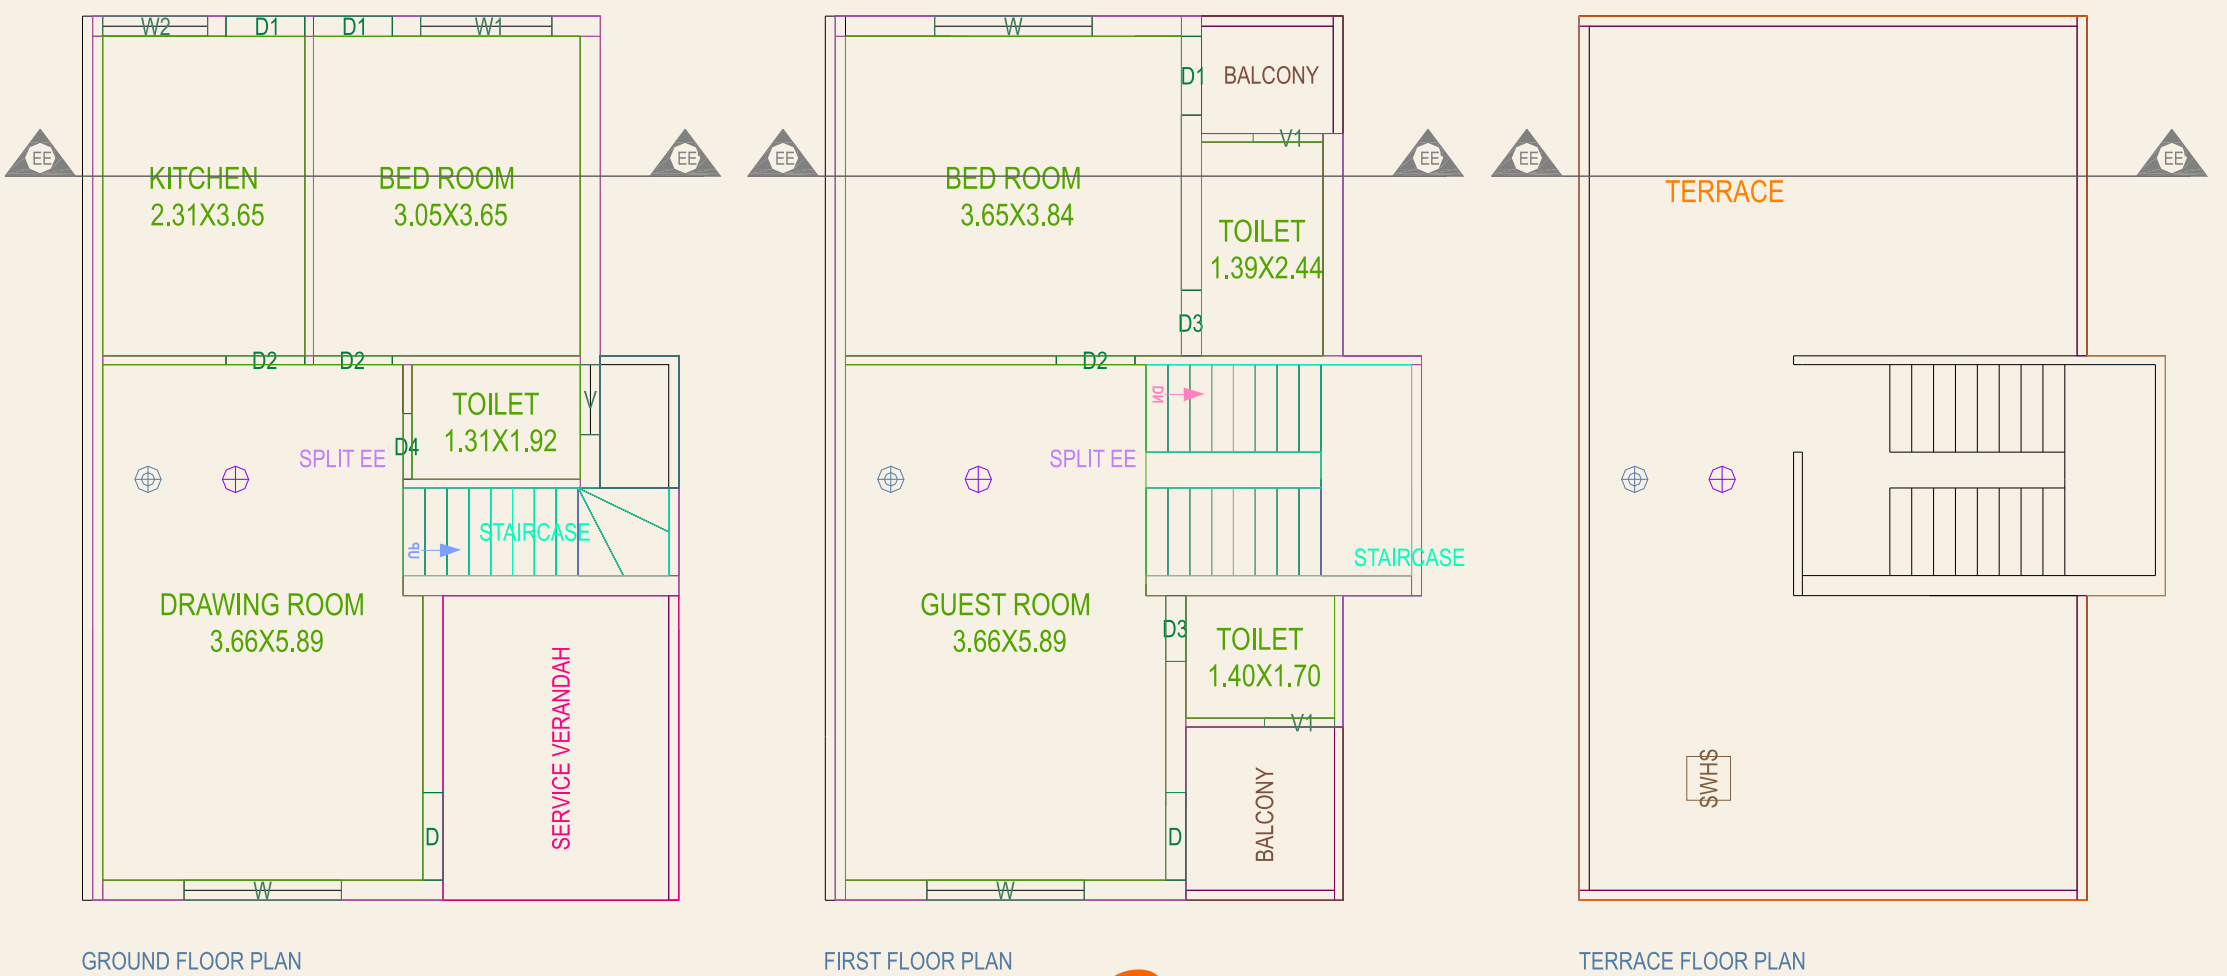 W2
D1
D1
W1
EE
EE
KITCHEN
2.31X3.65
BED ROOM
3.05X3.65
D2
D2
TOILET
1.31X1.92
V
D4
SPLIT EE
STAIRCASE
UP
DRAWING ROOM
3.66X5.89
SERVICE VERANDAH
D
W
GROUND FLOOR PLAN
W
D1
BALCONY
V1
EE
EE
BED ROOM
3.65X3.84
TOILET
1.39X2.44
D3
D2
DN
SPLIT EE
STAIRCASE
GUEST ROOM
3.66X5.89
D3
TOILET
1.40X1.70
V1
BALCONY
D
W
FIRST FLOOR PLAN
EE
EE
TERRACE
SWHS
TERRACE FLOOR PLAN